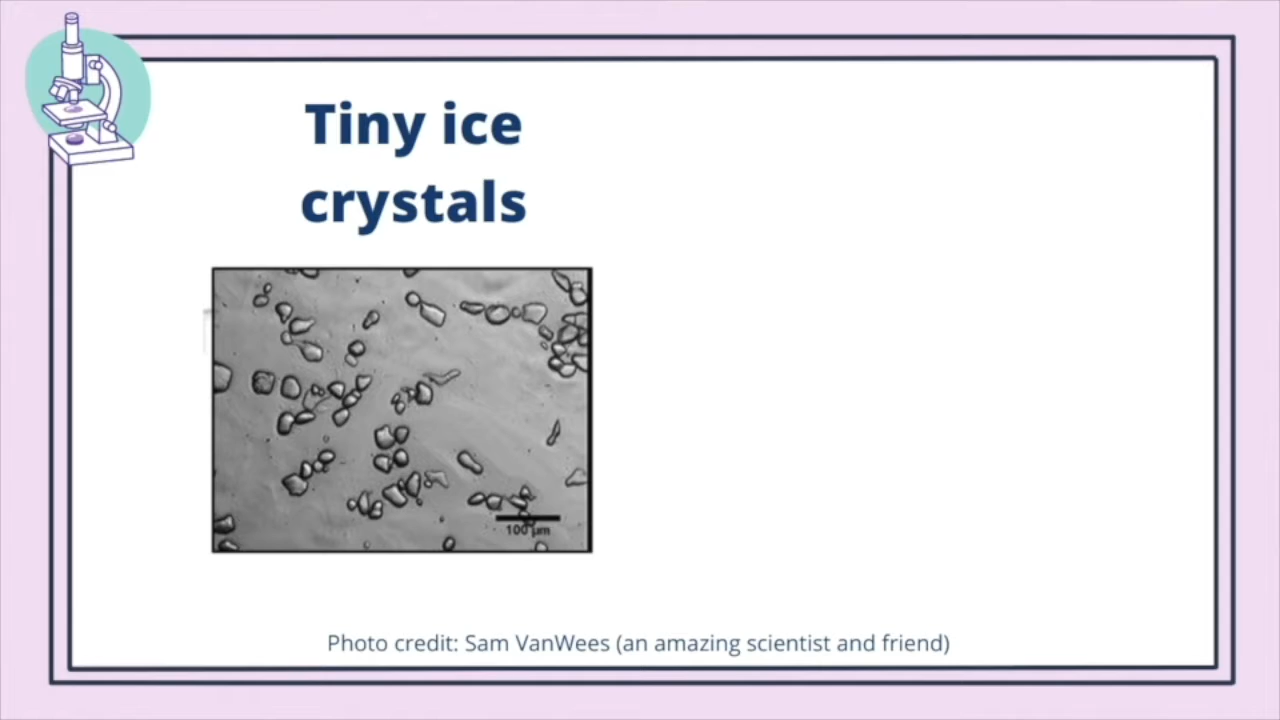 Tiny ice
crystals
100 µm
Photo credit: Sam VanWees (an amazing scientist and friend)